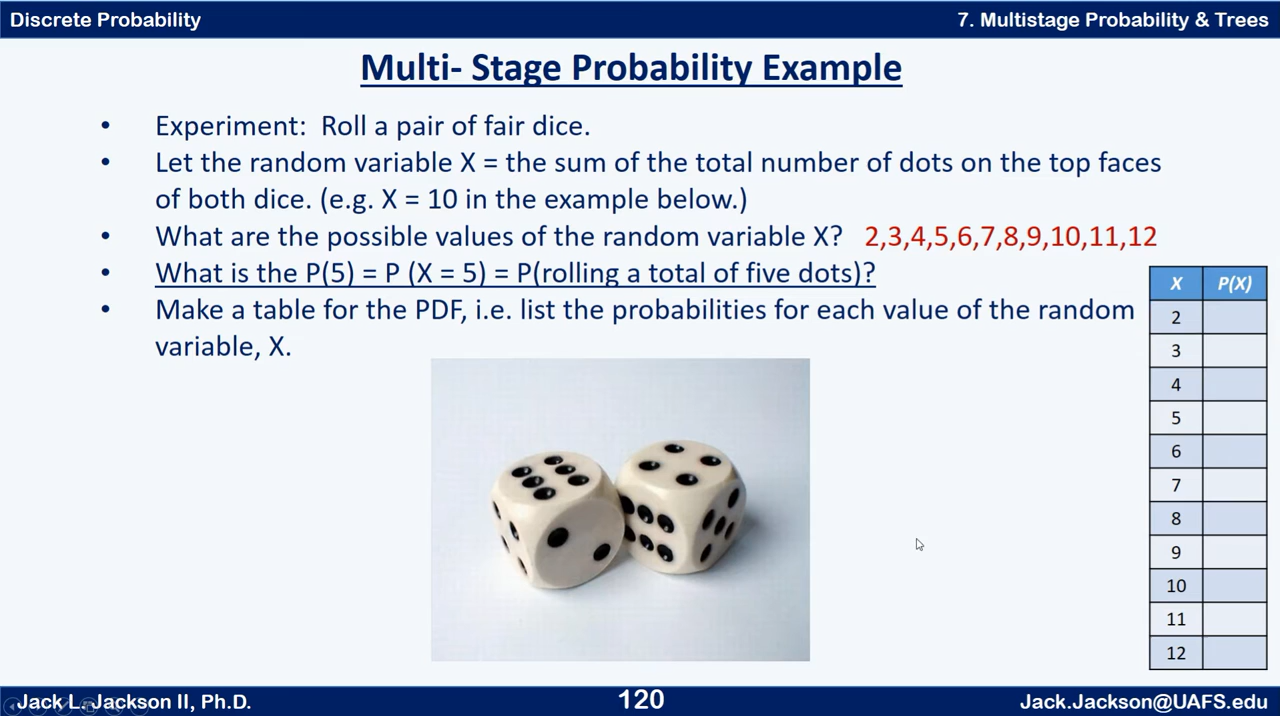 Discrete Probability
7. Multistage Probability & Trees
Multi- Stage Probability Example
• Experiment: Roll a pair of fair dice.
• Let the random variable X = the sum of the total number of dots on the top faces
of both dice. (e.g. X = 10 in the example below.)
• What are the possible values of the random variable X? 2,3,4,5,6,7,8,9,10,11,12
• What is the P(5) = P (X = 5) = P(rolling a total of five dots)?
• Make a table for the PDF, i.e. list the probabilities for each value of the random
variable, X.
X P(X)
2
3
4
5
6
7
8
9
10
11
12
Jack L. Jackson II, Ph.D.
120
Jack.Jackson@UAFS.edu